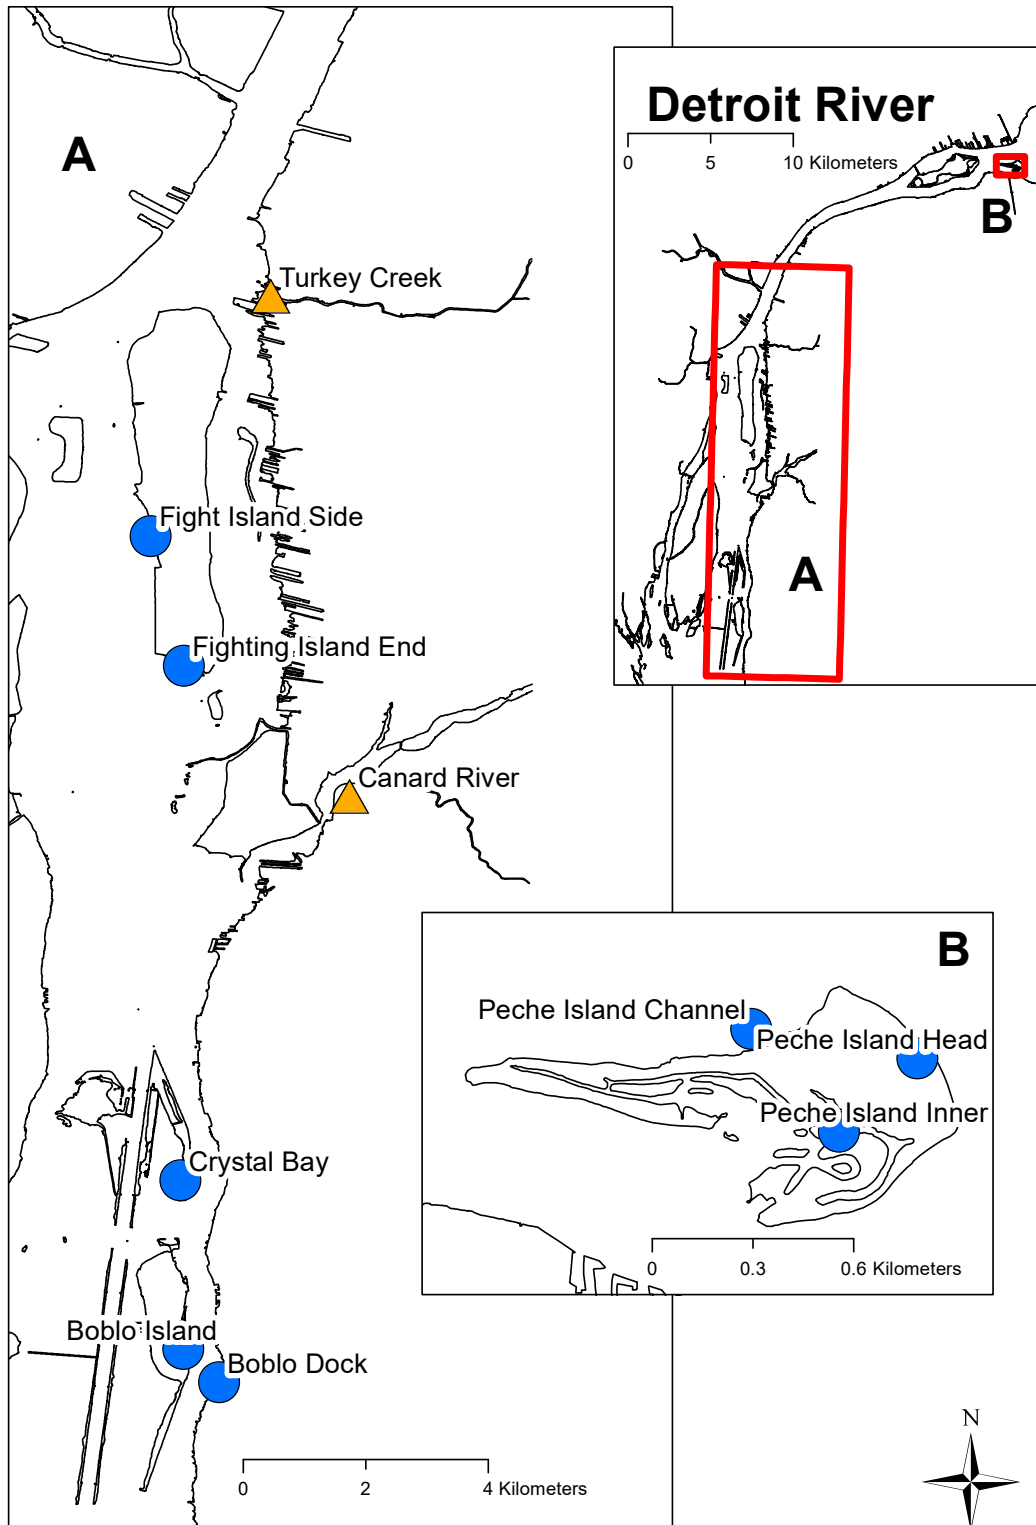 Detroit River
0 5 10 Kilometers
B
A
A
Turkey Creek
Fight Island Side
Fighting Island End
Canard River
B
Peche Island Channel
Peche Island Head
Peche Island Inner
0 0.3 0.6 Kilometers
Crystal Bay
Boblo Island
Boblo Dock
0 2 4 Kilometers
N